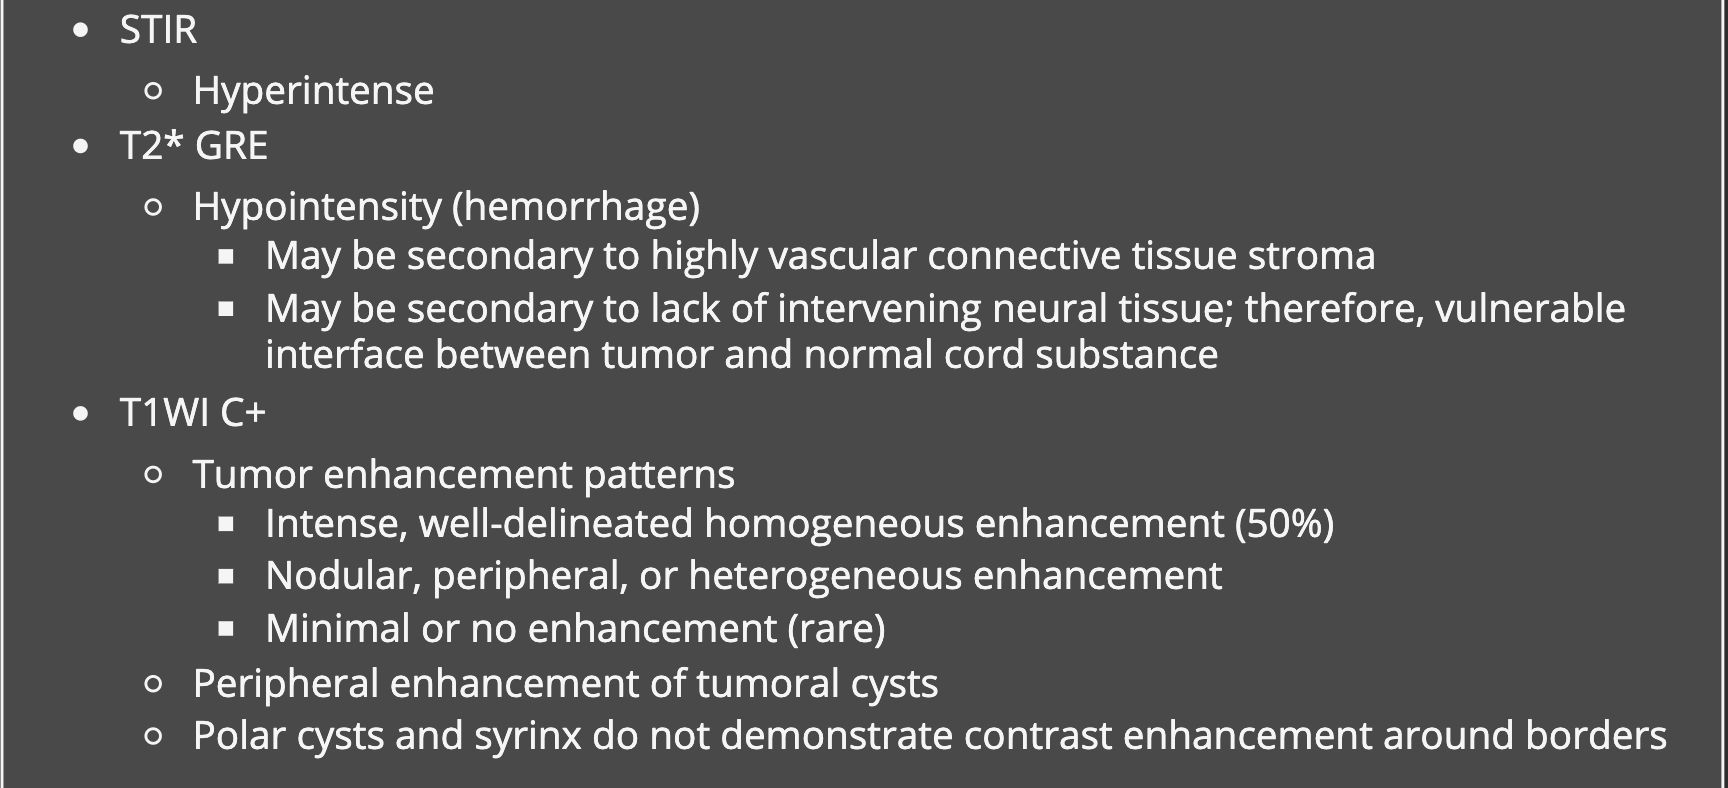 • STIR
○ Hyperintense
• T2* GRE
○ Hypointensity (hemorrhage)
▪ May be secondary to highly vascular connective tissue stroma
▪ May be secondary to lack of intervening neural tissue; therefore, vulnerable
interface between tumor and normal cord substance
• T1WI C+
○ Tumor enhancement patterns
▪ Intense, well-delineated homogeneous enhancement (50%)
▪ Nodular, peripheral, or heterogeneous enhancement
▪ Minimal or no enhancement (rare)
○ Peripheral enhancement of tumoral cysts
○ Polar cysts and syrinx do not demonstrate contrast enhancement around borders